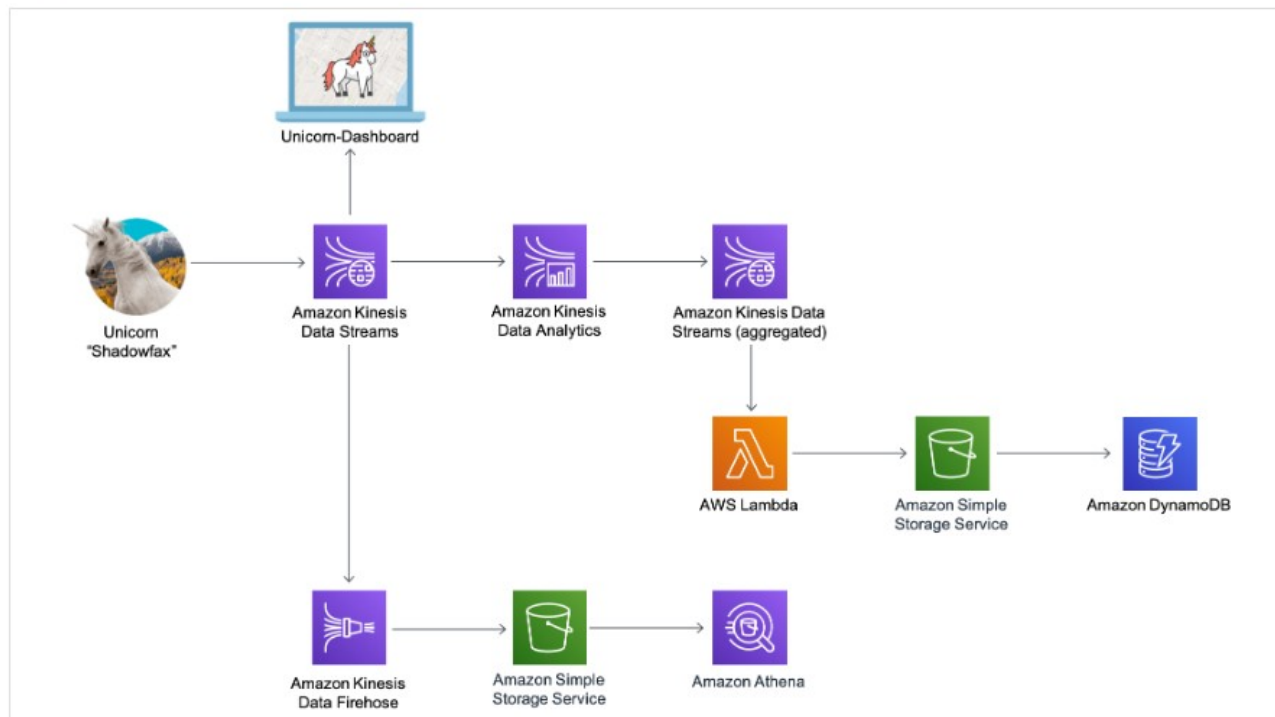 Unicorn-Dashboard
Unicorn
“Shadowfax”
Amazon Kinesis
Data Streams
Amazon Kinesis
Data Analytics
Amazon Kinesis Data
Streams (aggregated)
AWS Lambda
Amazon Simple
Storage Service
Amazon DynamoDB
Amazon Kinesis
Data Firehose
Amazon Simple
Storage Service
Amazon Athena